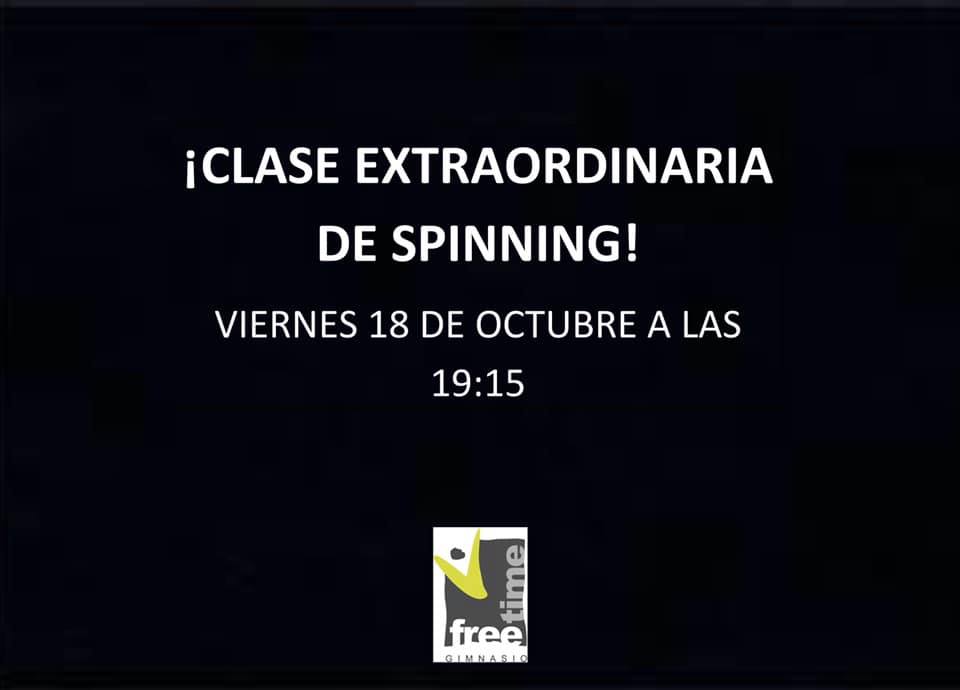 ¡CLASE EXTRAORDINARIA
DE SPINNING!
VIERNES 18 DE OCTUBRE A LAS
19:15
free time
GIMNASIO